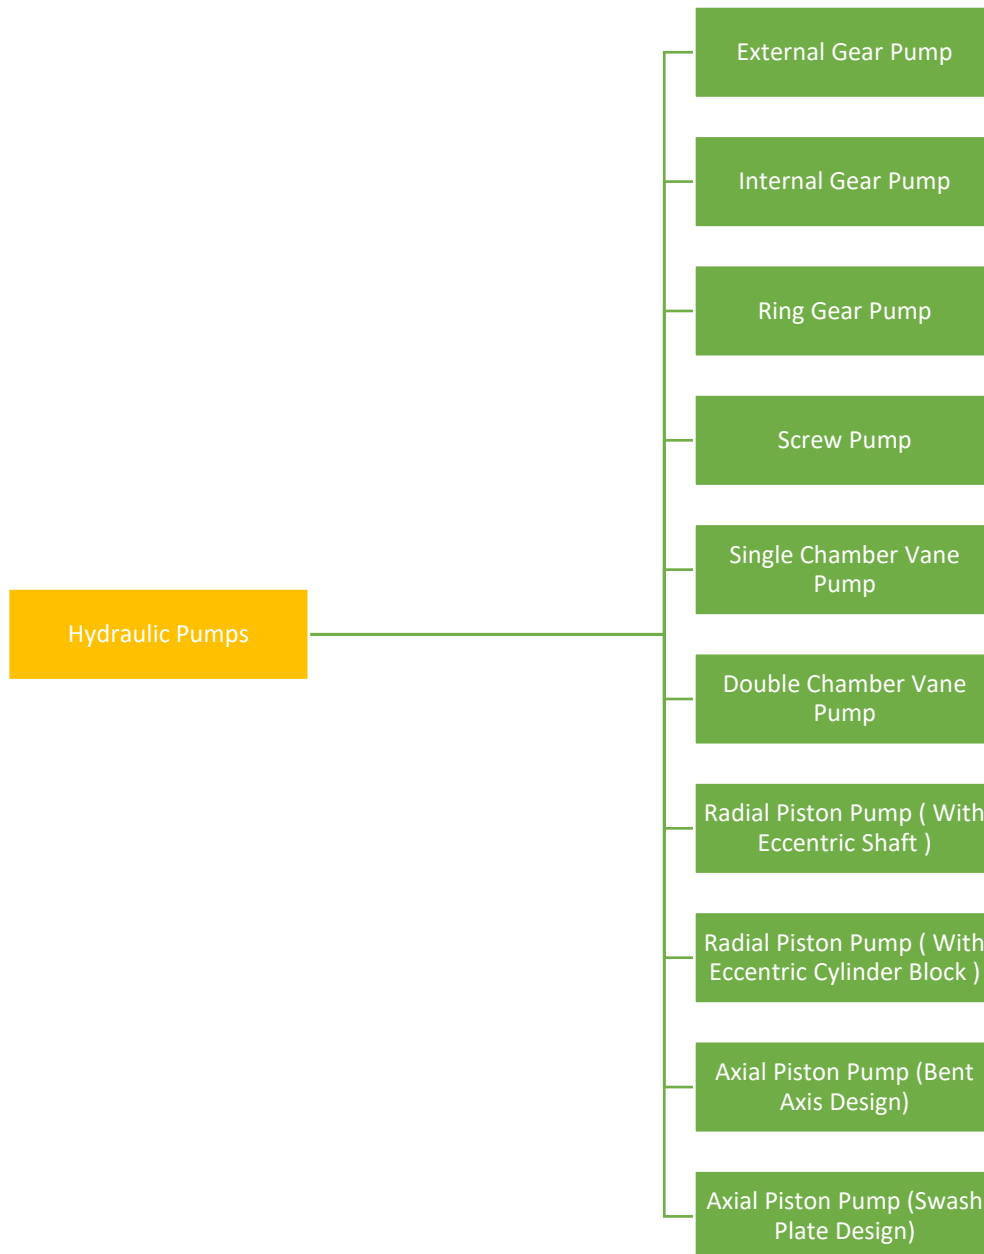 External Gear Pump
Internal Gear Pump
Ring Gear Pump
Screw Pump
Single Chamber Vane
Pump
Hydraulic Pumps
Double Chamber Vane
Pump
Radial Piston Pump ( With
Eccentric Shaft )
Radial Piston Pump ( With
Eccentric Cylinder Block )
Axial Piston Pump (Bent
Axis Design)
Axial Piston Pump (Swash
Plate Design)